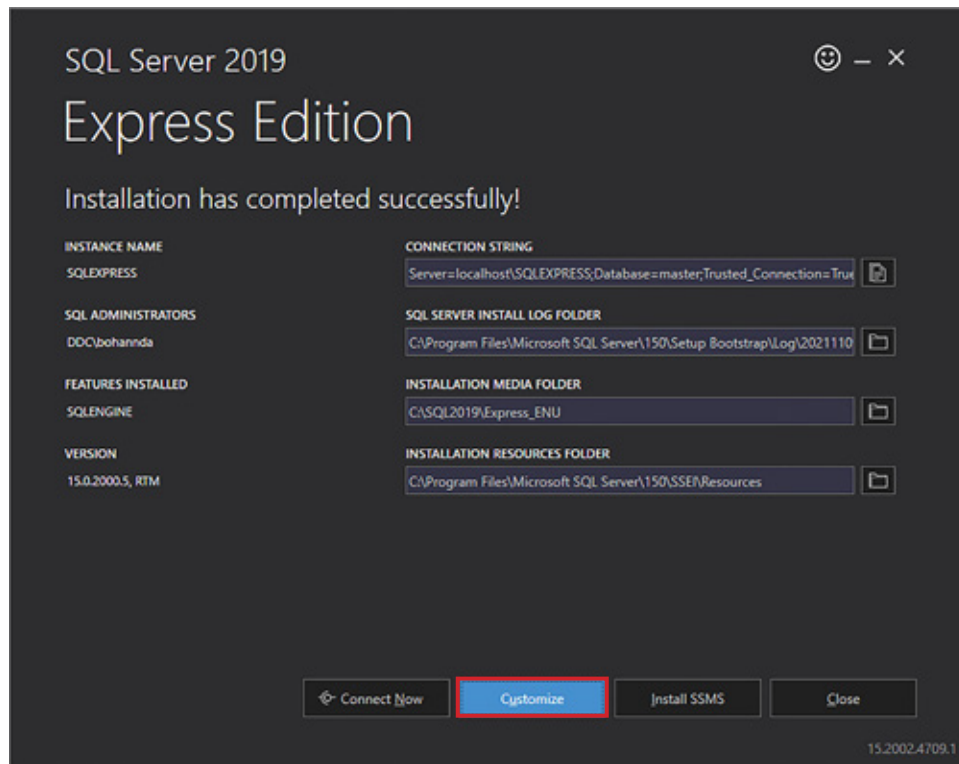 SQL Server 2019
Express Edition
Installation has completed successfully!
INSTANCE NAME
SQLEXPRESS
CONNECTION STRING
Server=localhost\SQLEXPRESS;Database=master;Trusted_Connection=True
SQL ADMINISTRATORS
DDC\bohannda
SQL SERVER INSTALL LOG FOLDER
C:\Program Files\Microsoft SQL Server\150\Setup Bootstrap\Log\2021110
FEATURES INSTALLED
SQLENGINE
INSTALLATION MEDIA FOLDER
C:\SQL2019\Express_ENU
VERSION
15.0.2000.5, RTM
INSTALLATION RESOURCES FOLDER
C:\Program Files\Microsoft SQL Server\150\SSEI\Resources
Connect Now
Customize
Install SSMS
Close
15.2002.4709.1